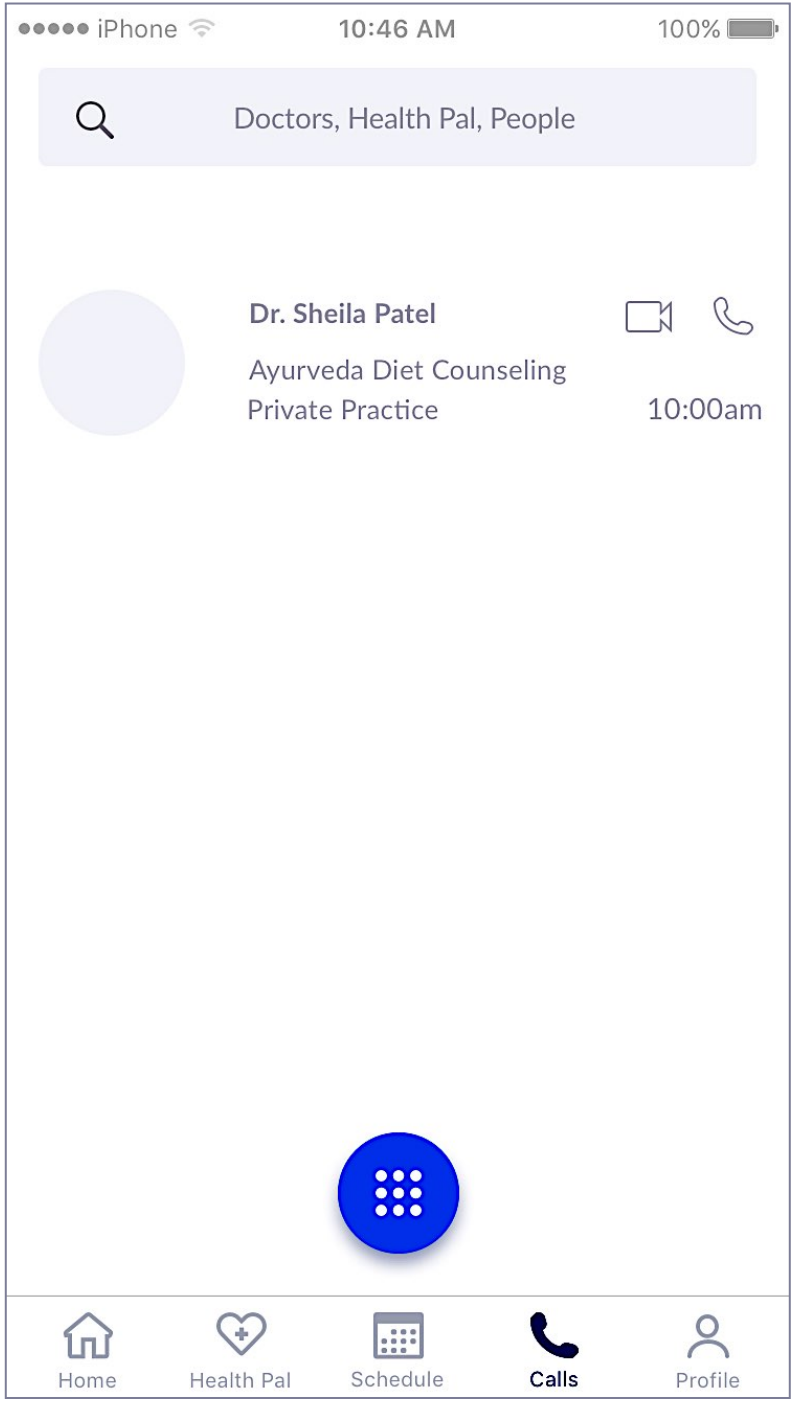 iPhone 10:46 AM 100%
Doctors, Health Pal, People
Dr. Sheila Patel
Ayurveda Diet Counseling
Private Practice 10:00am
Home Health Pal Schedule Calls Profile